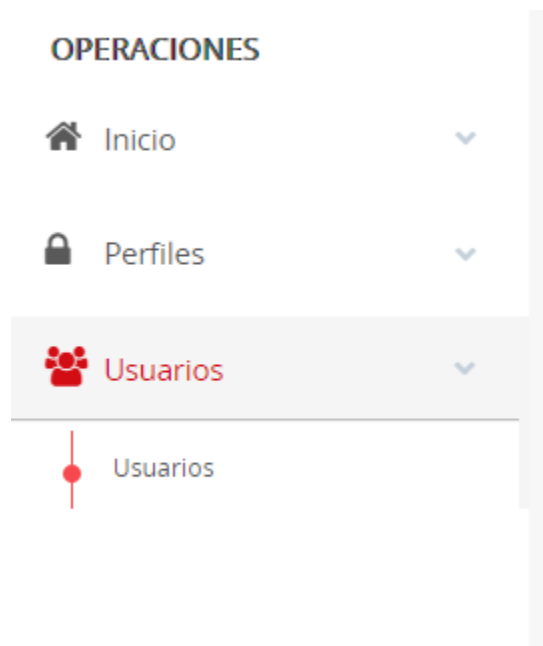 OPERACIONES
Inicio
Perfiles
Usuarios
Usuarios